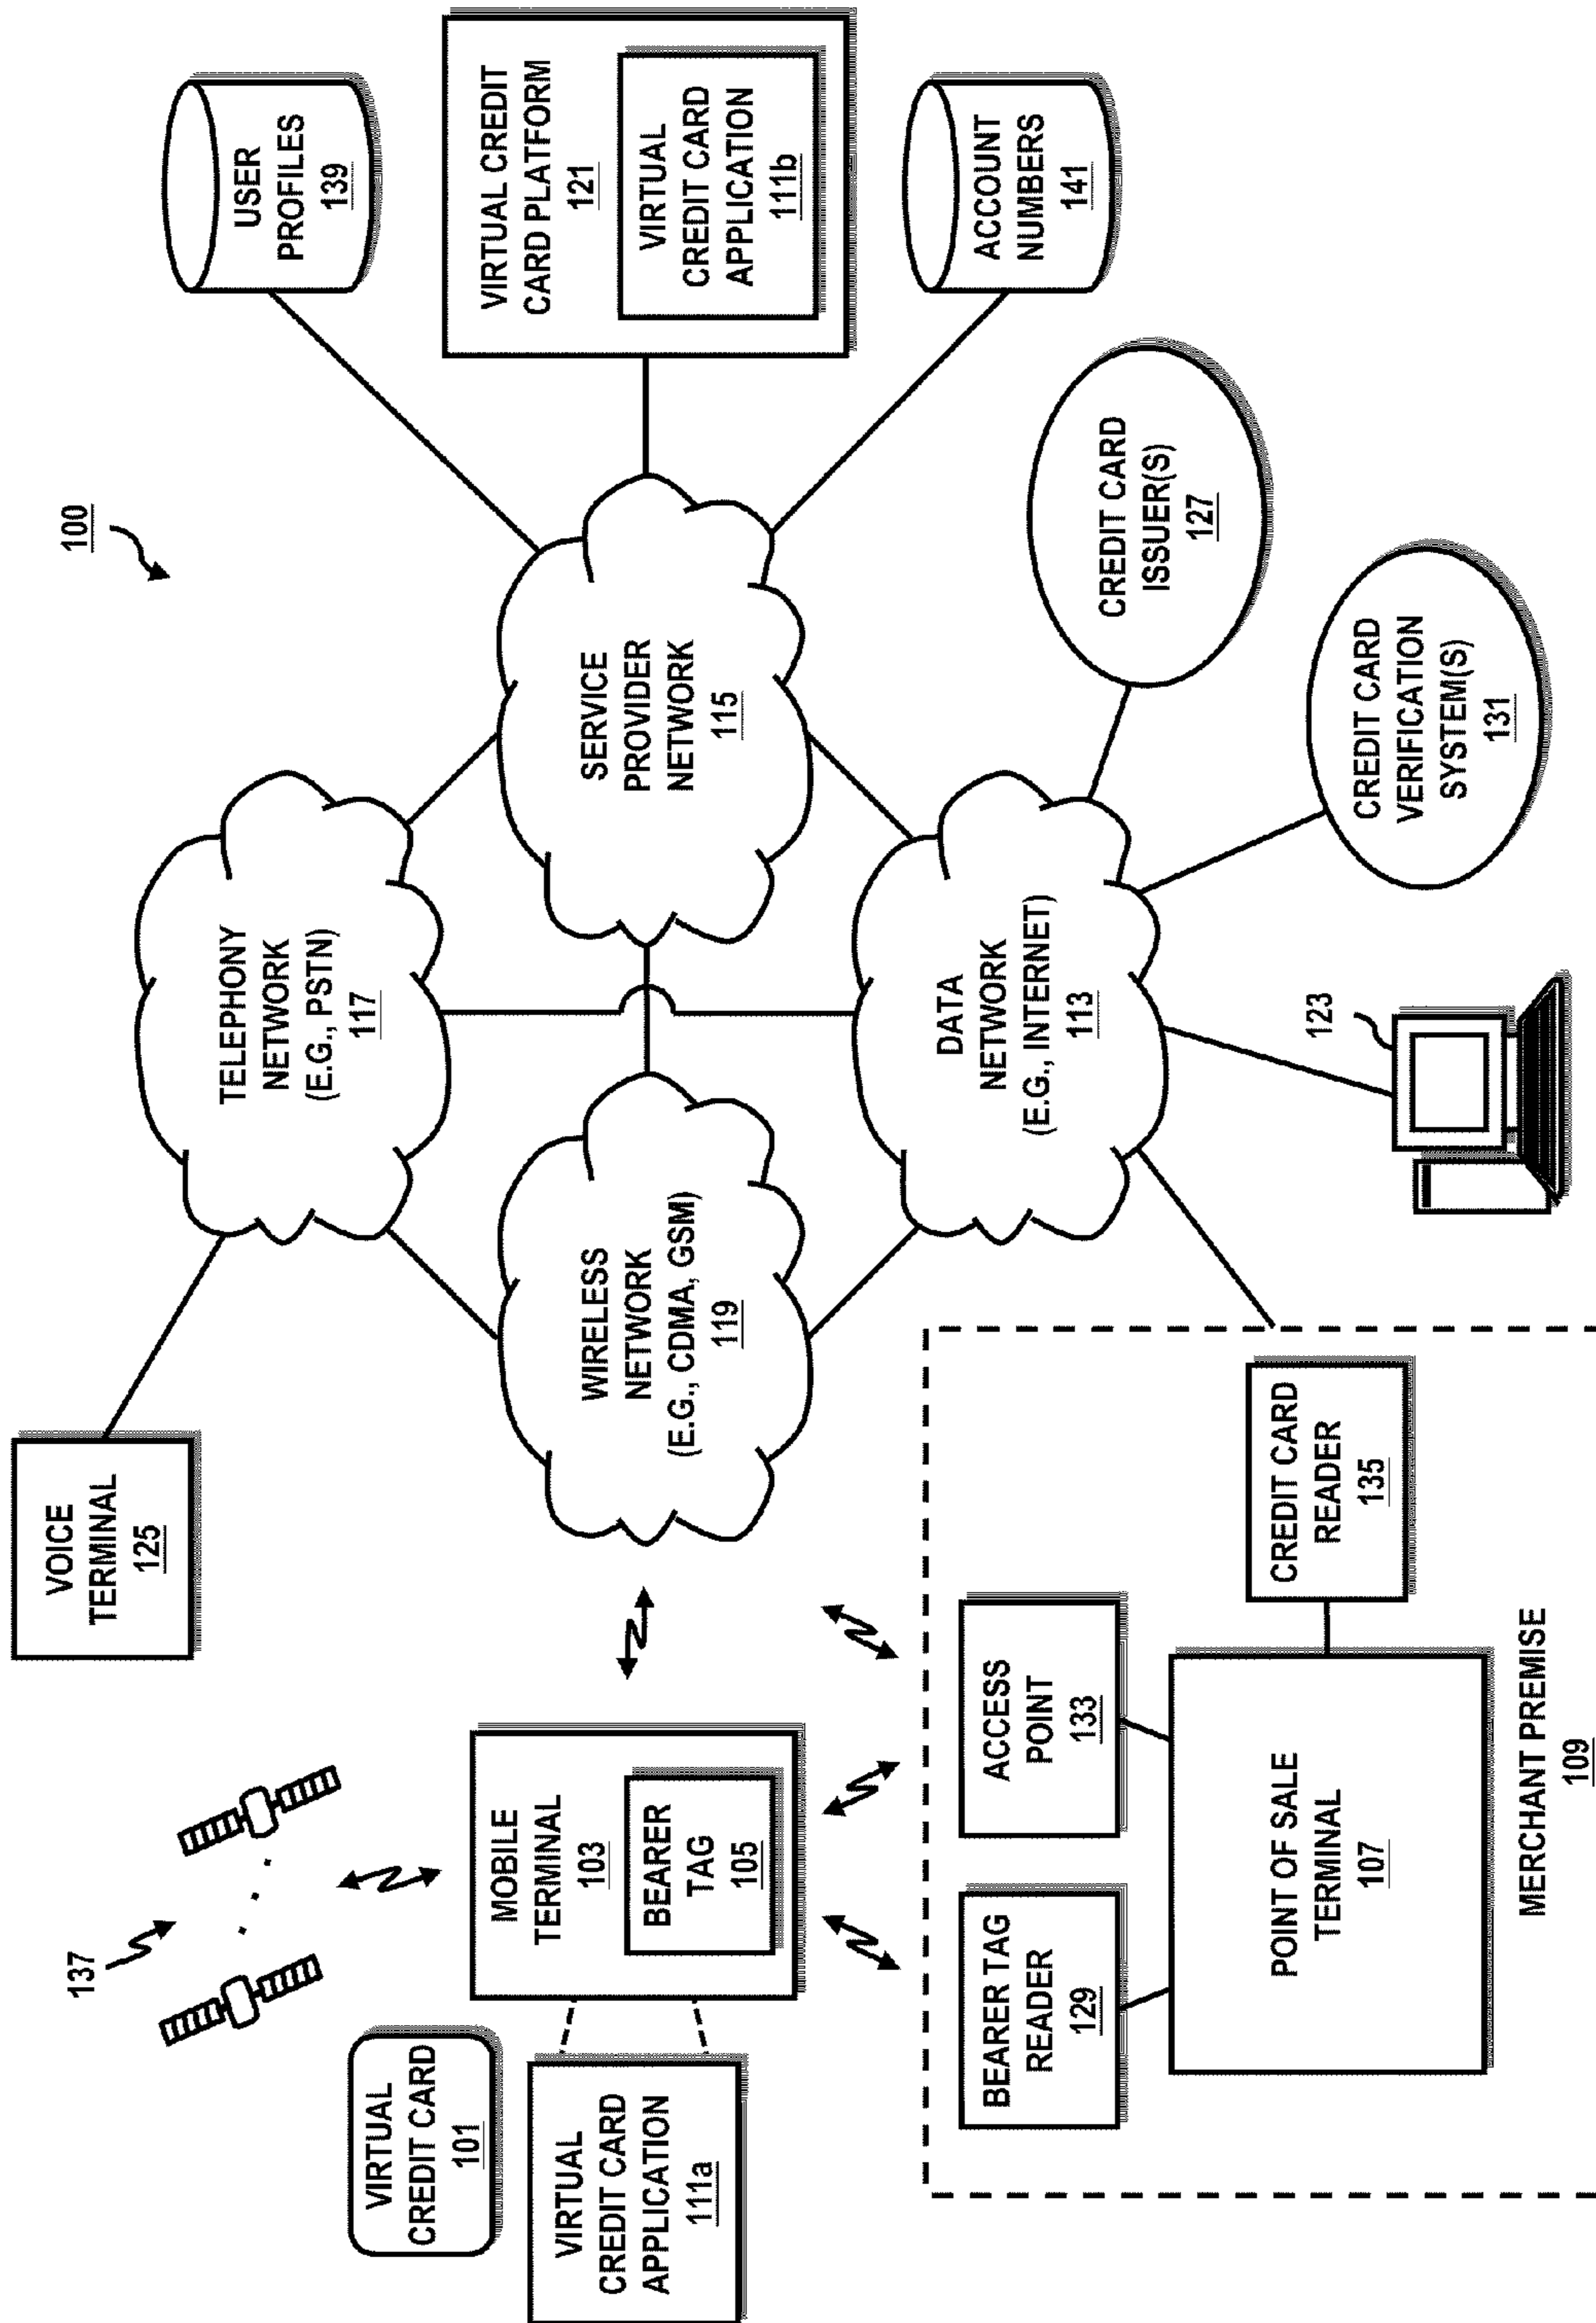 100
137
VIRTUAL
CREDIT CARD
101
VIRTUAL
CREDIT CARD
APPLICATION
111a
MOBILE
TERMINAL
103
BEARER
TAG
105
VOICE
TERMINAL
125
TELEPHONY
NETWORK
(E.G., PSTN)
117
WIRELESS
NETWORK
(E.G., CDMA, GSM)
119
SERVICE
PROVIDER
NETWORK
115
DATA
NETWORK
(E.G., INTERNET)
113
USER
PROFILES
139
VIRTUAL CREDIT
CARD PLATFORM
121
VIRTUAL
CREDIT CARD
APPLICATION
111b
ACCOUNT
NUMBERS
141
CREDIT CARD
ISSUER(S)
127
CREDIT CARD
VERIFICATION
SYSTEM(S)
131
123
BEARER TAG
READER
129
ACCESS
POINT
133
CREDIT CARD
READER
135
POINT OF SALE
TERMINAL
107
MERCHANT PREMISE
109